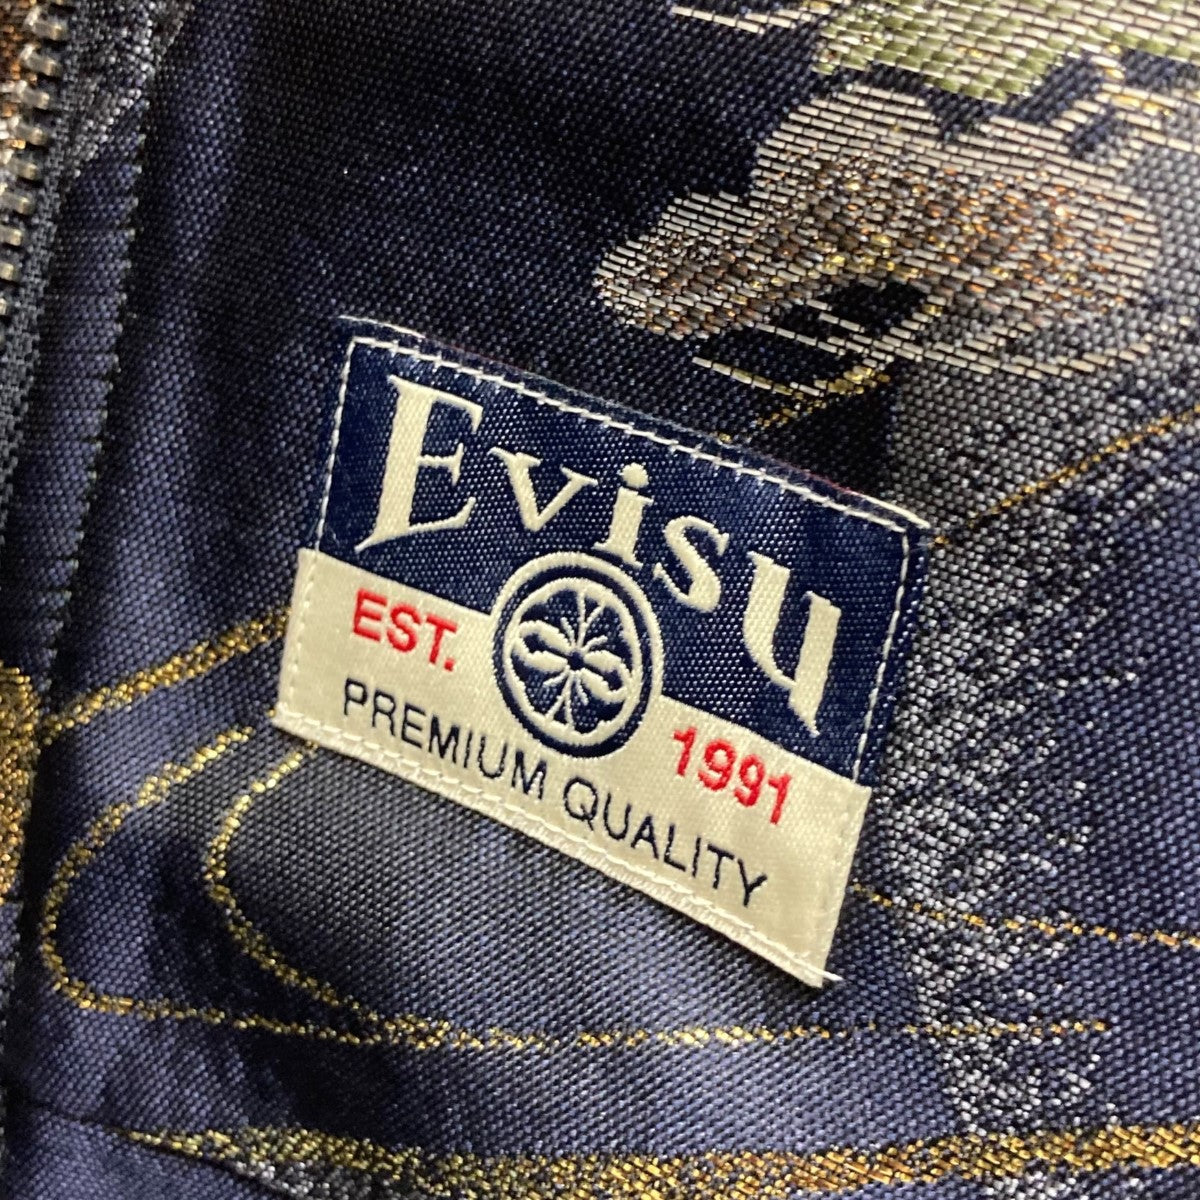 Evisu
EST. 1991
PREMIUM QUALITY